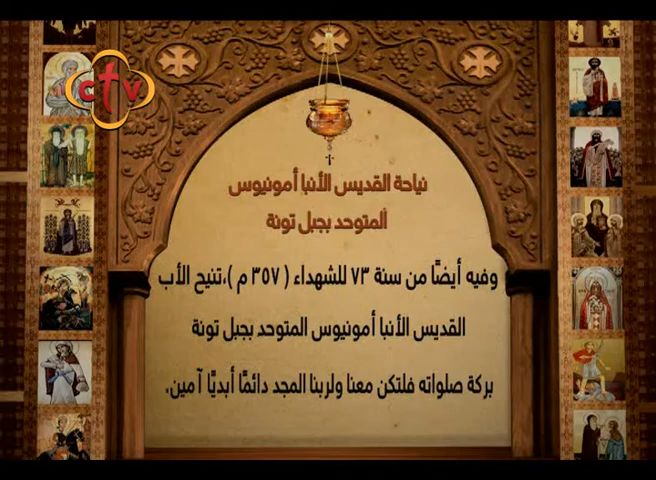 ctv
نياحة القديس الأنبا أمونيوس
المتوحد بجبل تونة
وفيه أيضًا من سنة ٧٣ للشهداء ( ٣٥٧ م )،تنيح الأب
القديس الأنبا أمونيوس المتوحد بجبل تونة
بركة صلواته فلتكن معنا ولربنا المجد دائمًا أبديًا آمين.